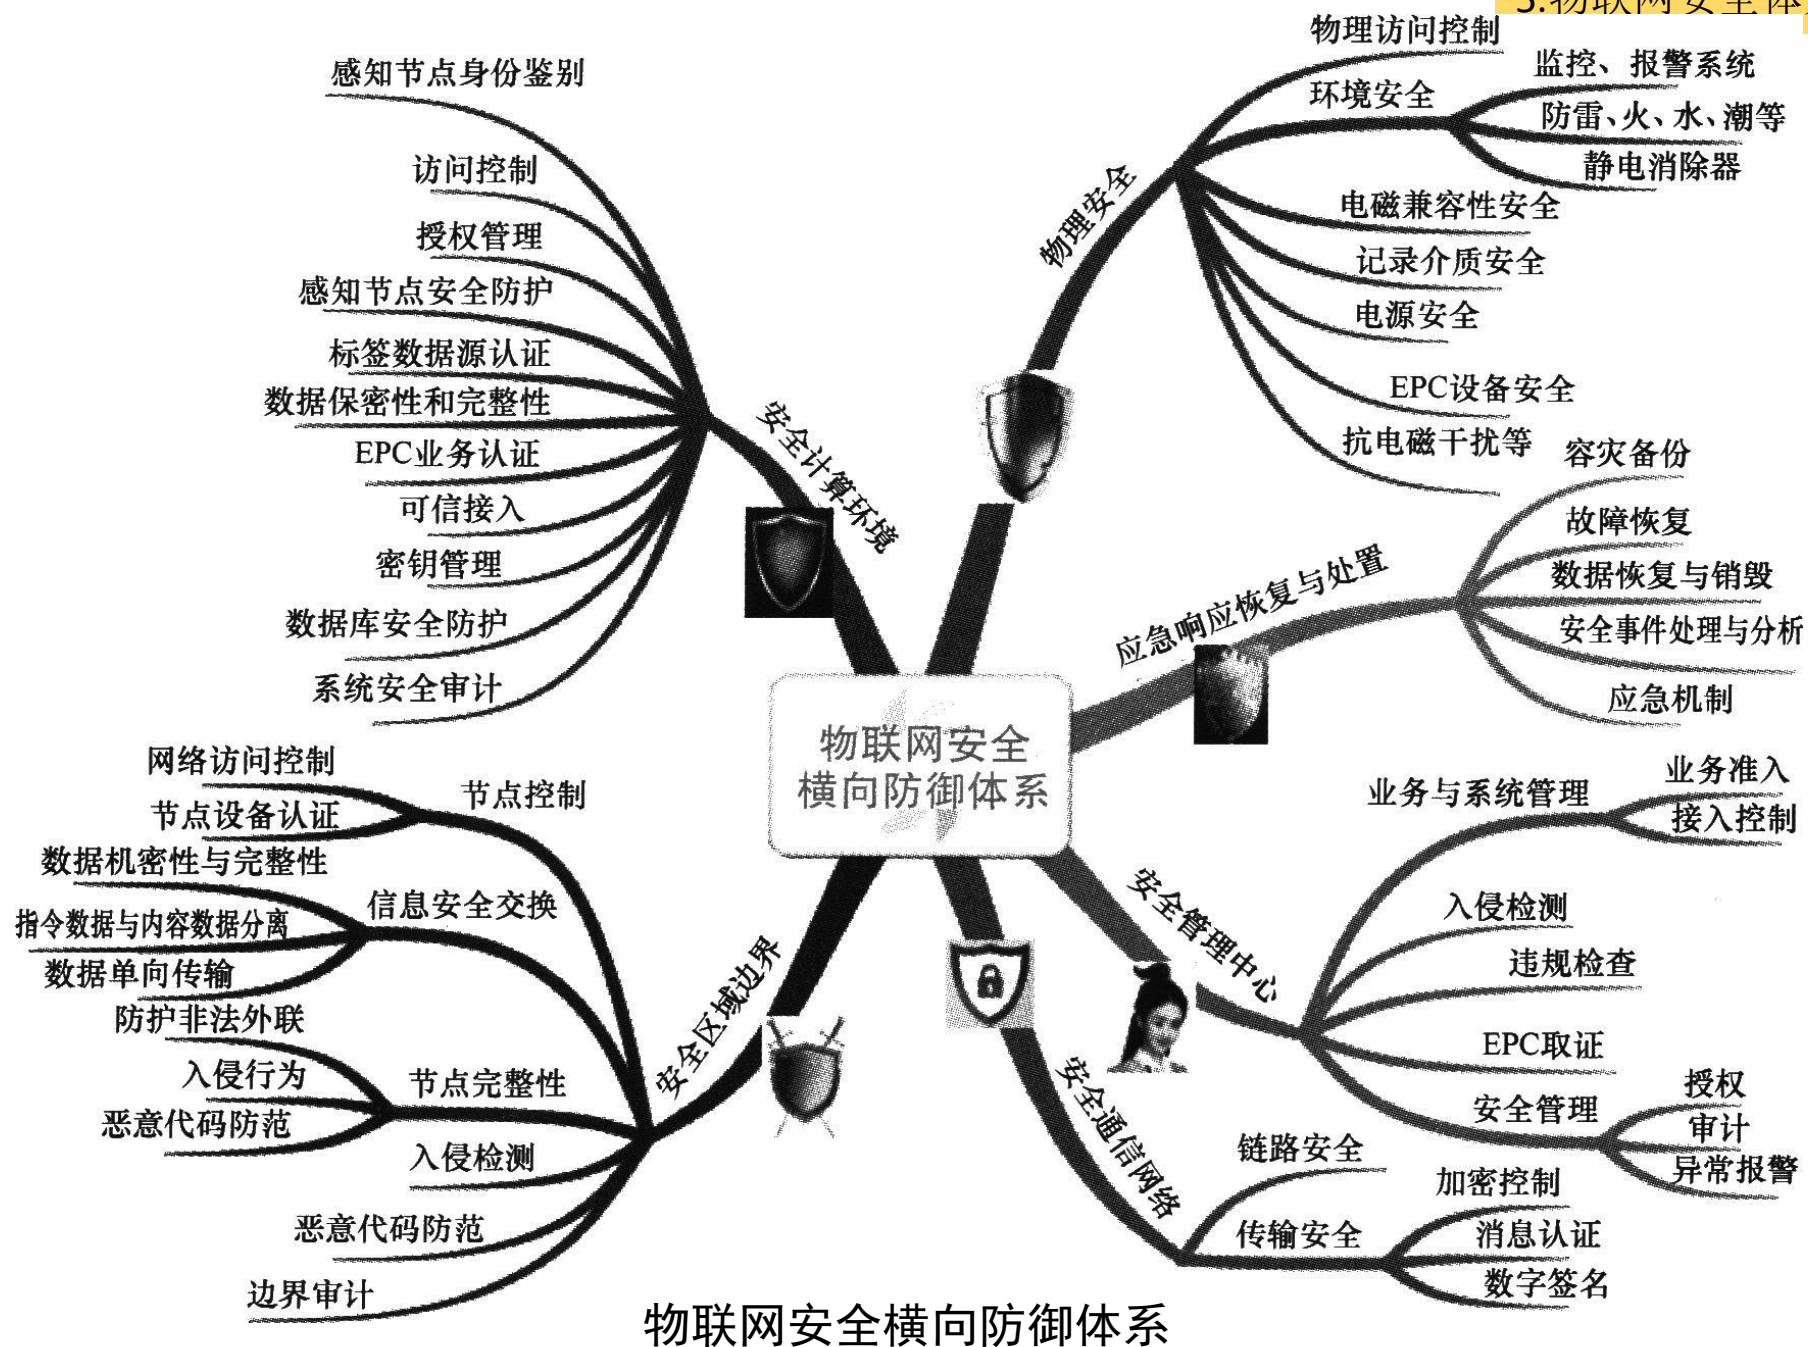 3.物联网安全体
物理访问控制
环境安全
监控、报警系统
防雷、火、水、潮等
静电消除器
物理安全
电磁兼容性安全
记录介质安全
电源安全
EPC设备安全
抗电磁干扰等
感知节点身份鉴别
访问控制
授权管理
感知节点安全防护
标签数据源认证
数据保密性和完整性
EPC业务认证
可信接入
密钥管理
数据库安全防护
系统安全审计
安全计算环境
容灾备份
故障恢复
数据恢复与销毁
安全事件处理与分析
应急机制
应急响应恢复与处置
物联网安全
横向防御体系
网络访问控制
节点设备认证
节点控制
数据机密性与完整性
指令数据与内容数据分离
数据单向传输
信息安全交换
防护非法外联
入侵行为
恶意代码防范
节点完整性
入侵检测
恶意代码防范
边界审计
安全区域边界
业务与系统管理
业务准入
接入控制
入侵检测
违规检查
EPC取证
安全管理
授权
审计
异常报警
安全管理中心
安全通信网络
链路安全
传输安全
加密控制
消息认证
数字签名
物联网安全横向防御体系